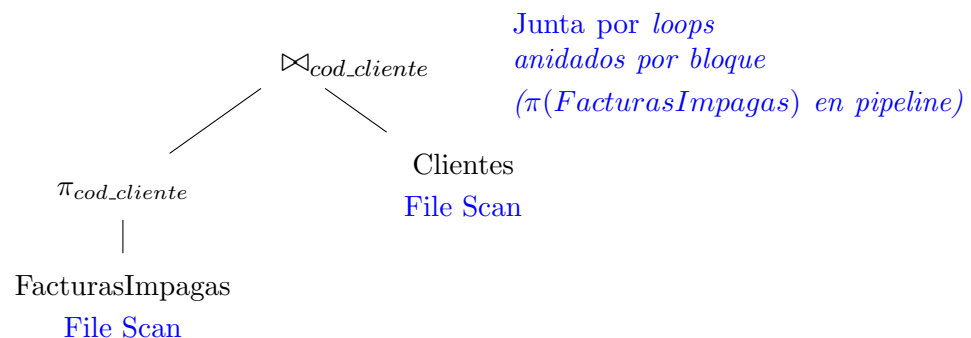 Junta por loops
⋈cod_cliente
anidados por bloque
(π(FacturasImpagas) en pipeline)
Clientes
πcod_cliente
File Scan
FacturasImpagas
File Scan